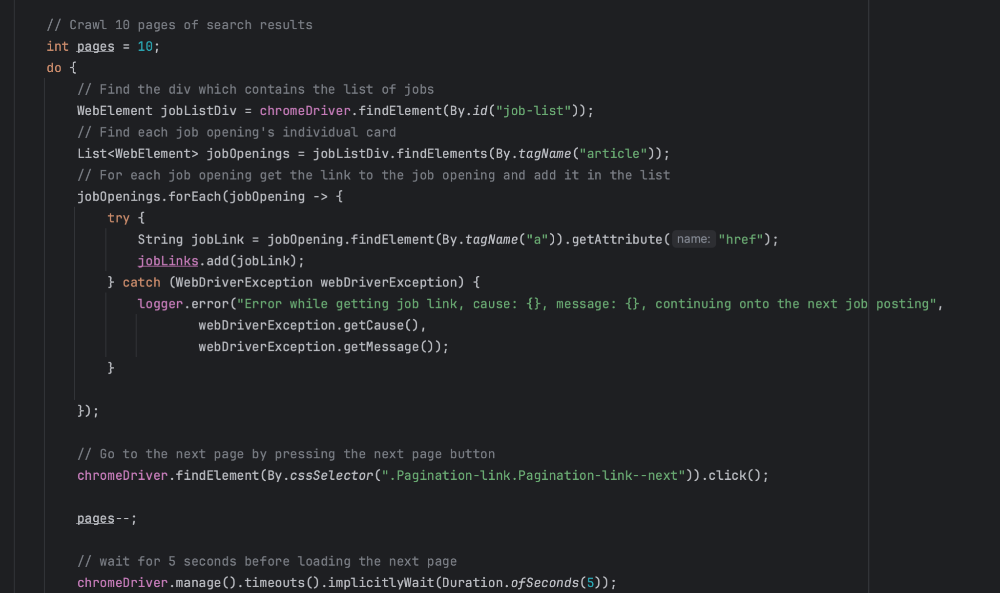 // Crawl 10 pages of search results
int pages = 10;
do {
// Find the div which contains the list of jobs
WebElement jobListDiv = chromeDriver.findElement(By.id("job-list"));
// Find each job opening's individual card
List<WebElement> jobOpenings = jobListDiv.findElements(By.tagName("article"));
// For each job opening get the link to the job opening and add it in the list
jobOpenings.forEach(jobOpening -> {
try {
String jobLink = jobOpening.findElement(By.tagName("a")).getAttribute( name: "href");
jobLinks.add(jobLink);
} catch (WebDriverException webDriverException) {
logger.error("Error while getting job link, cause: {}, message: {}, continuing onto the next job posting",
webDriverException.getCause(),
webDriverException.getMessage());
}
});
// Go to the next page by pressing the next page button
chromeDriver.findElement(By.cssSelector(".Pagination-link.Pagination-link--next")).click();
pages--;
// wait for 5 seconds before loading the next page
chromeDriver.manage().timeouts().implicitlyWait(Duration.ofSeconds(5));